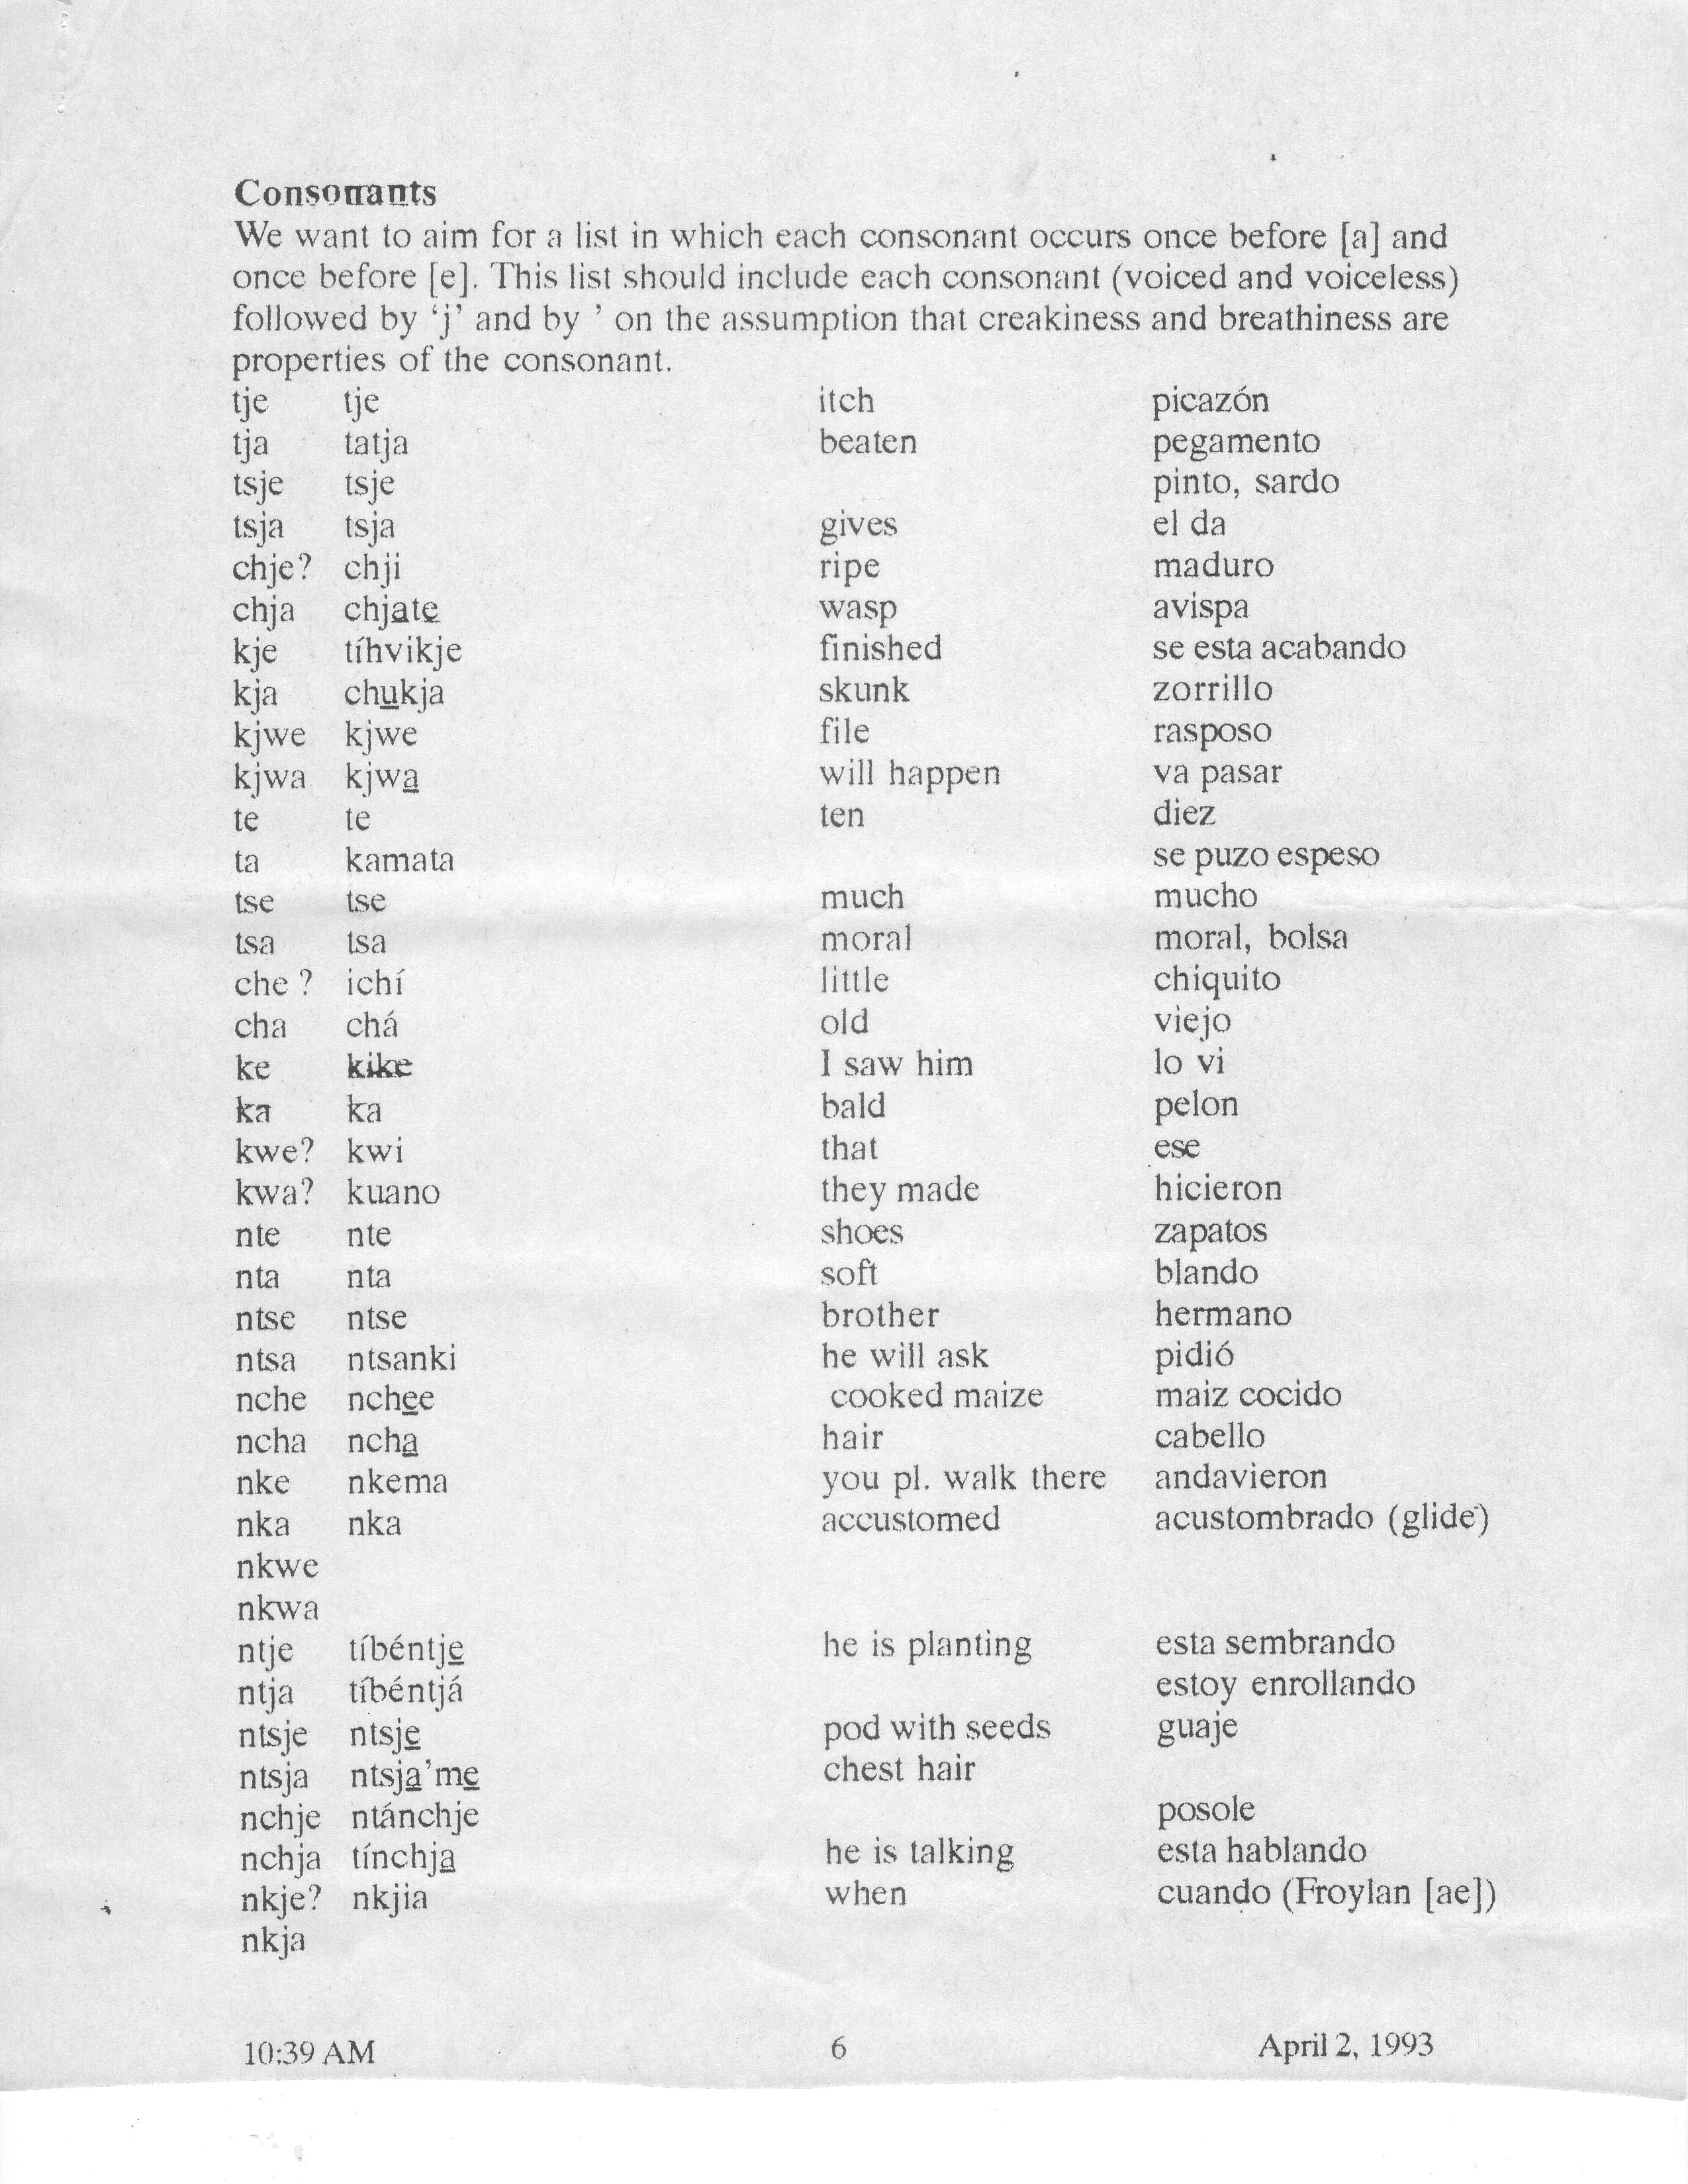 Consonants
We want to aim for a list in which each consonant occurs once before [a] and
once before [e]. This list should include each consonant (voiced and voiceless)
followed by ‘j’ and by ’ on the assumption that creakiness and breathiness are
properties of the consonant.
tje tje itch picazón
tja tatja beaten pegamento
tsje tsje pinto, sardo
tsja tsja gives el da
chje? chji ripe maduro
chja chja̲te̲ wasp avispa
kje tíhvikje finished se esta acabando
kja chu̲kja skunk zorrillo
kjwe kjwe file rasposo
kjwa kjwa̲ will happen va pasar
te te ten diez
ta kamata se puzo espeso
tse tse much mucho
tsa tsa moral moral, bolsa
che ? ichí little chiquito
cha chá old viejo
ke kike I saw him lo vi
ka ka bald pelon
kwe? kwi that ese
kwa? kuano they made hicieron
nte nte shoes zapatos
nta nta soft blando
ntse ntse brother hermano
ntsa ntsanki he will ask pidió
nche nche̲e cooked maize maiz cocido
ncha ncha̲ hair cabello
nke nkema you pl. walk there andavieron
nka nka accustomed acustombrado (glide)
nkwe
nkwa
ntje tíbéntje̲ he is planting esta sembrando
ntja tíbéntjá estoy enrollando
ntsje ntsje̲ pod with seeds guaje
ntsja ntsja̲’me̲ chest hair
nchje ntánchje posole
nchja tínchja̲ he is talking esta hablando
nkje? nkjia when cuando (Froylan [ae])
nkja
10:39 AM 6 April 2, 1993